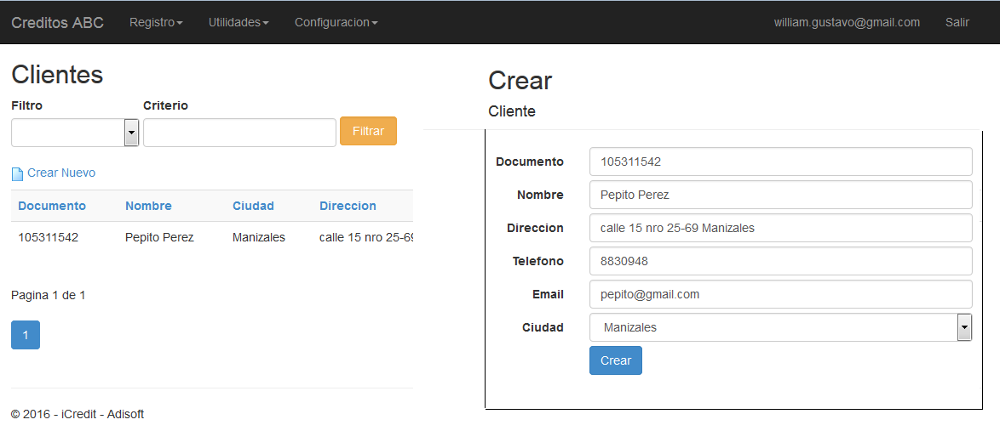 Creditos ABC Registro Utilidades Configuracion william.gustavo@gmail.com Salir
Clientes
Filtro Criterio
Filtrar
Crear Nuevo
Documento Nombre Ciudad Direccion
105311542 Pepito Perez Manizales calle 15 nro 25-69
Pagina 1 de 1
1
© 2016 - iCredit - Adisoft
Crear
Cliente
Documento 105311542
Nombre Pepito Perez
Direccion calle 15 nro 25-69 Manizales
Telefono 8830948
Email pepito@gmail.com
Ciudad Manizales
Crear